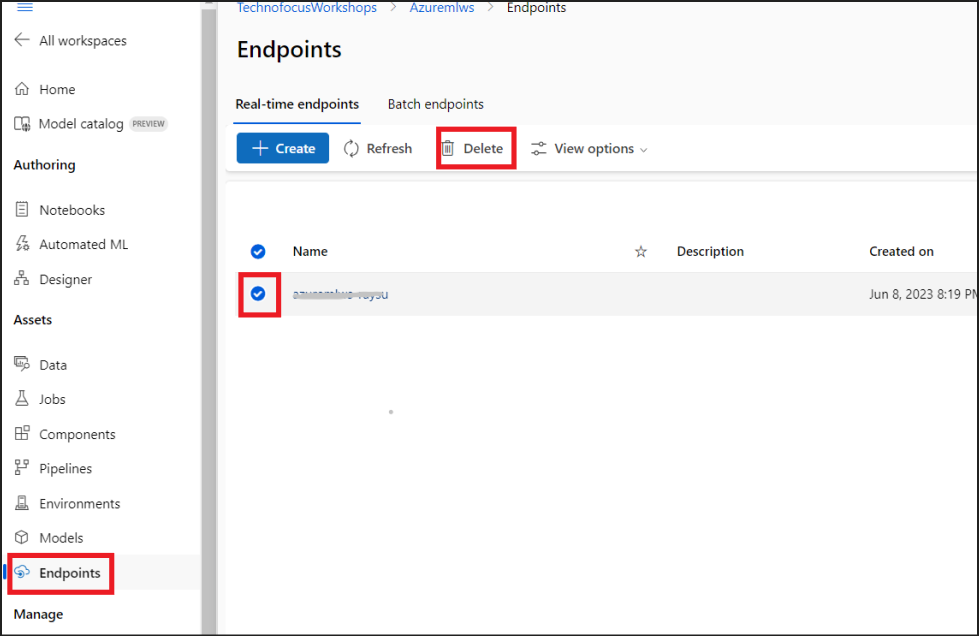 TechnofocusWorkshops > Azuremlws > Endpoints
All workspaces
Endpoints
Home
Real-time endpoints Batch endpoints
Model catalog PREVIEW
Create Refresh Delete View options
Authoring
Notebooks
Automated ML
Name Description Created on
Designer
Jun 8, 2023 8:19 PM
Assets
Data
Jobs
Components
Pipelines
Environments
Models
Endpoints
Manage